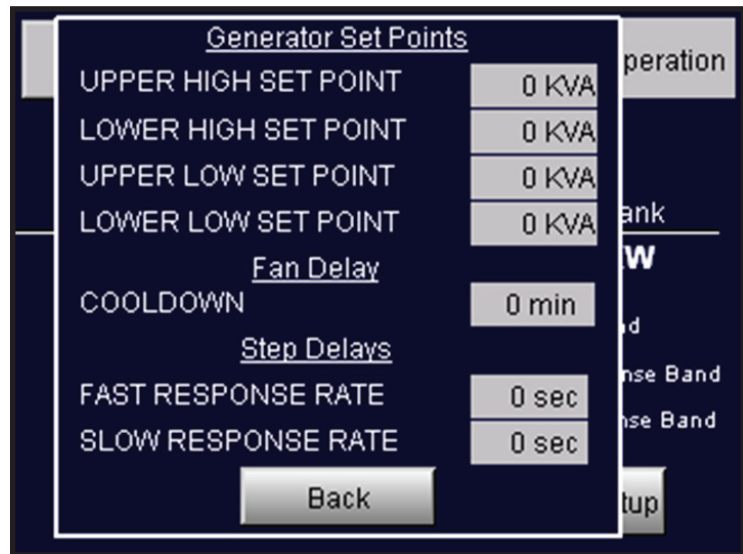 Generator Set Points
UPPER HIGH SET POINT 0 KVA
LOWER HIGH SET POINT 0 KVA
UPPER LOW SET POINT 0 KVA
LOWER LOW SET POINT 0 KVA
Fan Delay
COOLDOWN 0 min
Step Delays
FAST RESPONSE RATE 0 sec
SLOW RESPONSE RATE 0 sec
Back
peration
ank
W
d
nse Band
nse Band
tup